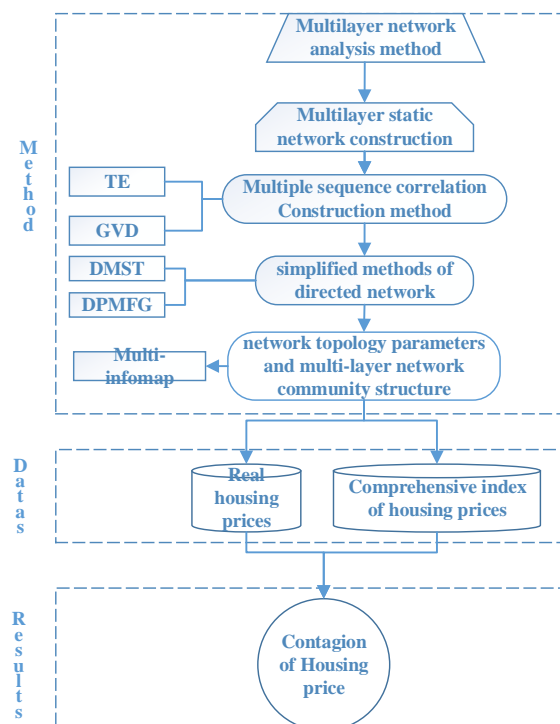 Multilayer network
analysis method
Multilayer static
network construction
Method
TE
Multiple sequence correlation
Construction method
GVD
DMST
simplified methods of
directed network
DPMFG
Multi-
infomap
network topology parameters
and multi-layer network
community structure
Datas
Real
housing
prices
Comprehensive index
of housing prices
Results
Contagion
of Housing
price